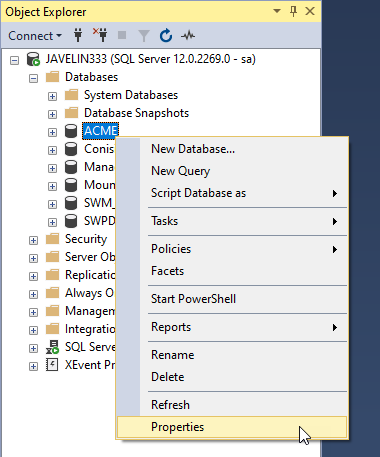 Object Explorer
Connect
JAVELIN333 (SQL Server 12.0.2269.0 - sa)
Databases
System Databases
Database Snapshots
ACME
New Database...
New Query
Script Database as
Tasks
Policies
Facets
Start PowerShell
Reports
Rename
Delete
Refresh
Properties
Conis
Mana
Moun
SWM_
SWPD
Security
Server Ob
Replicatio
Always O
Managem
Integration
SQL Serve
XEvent Pr